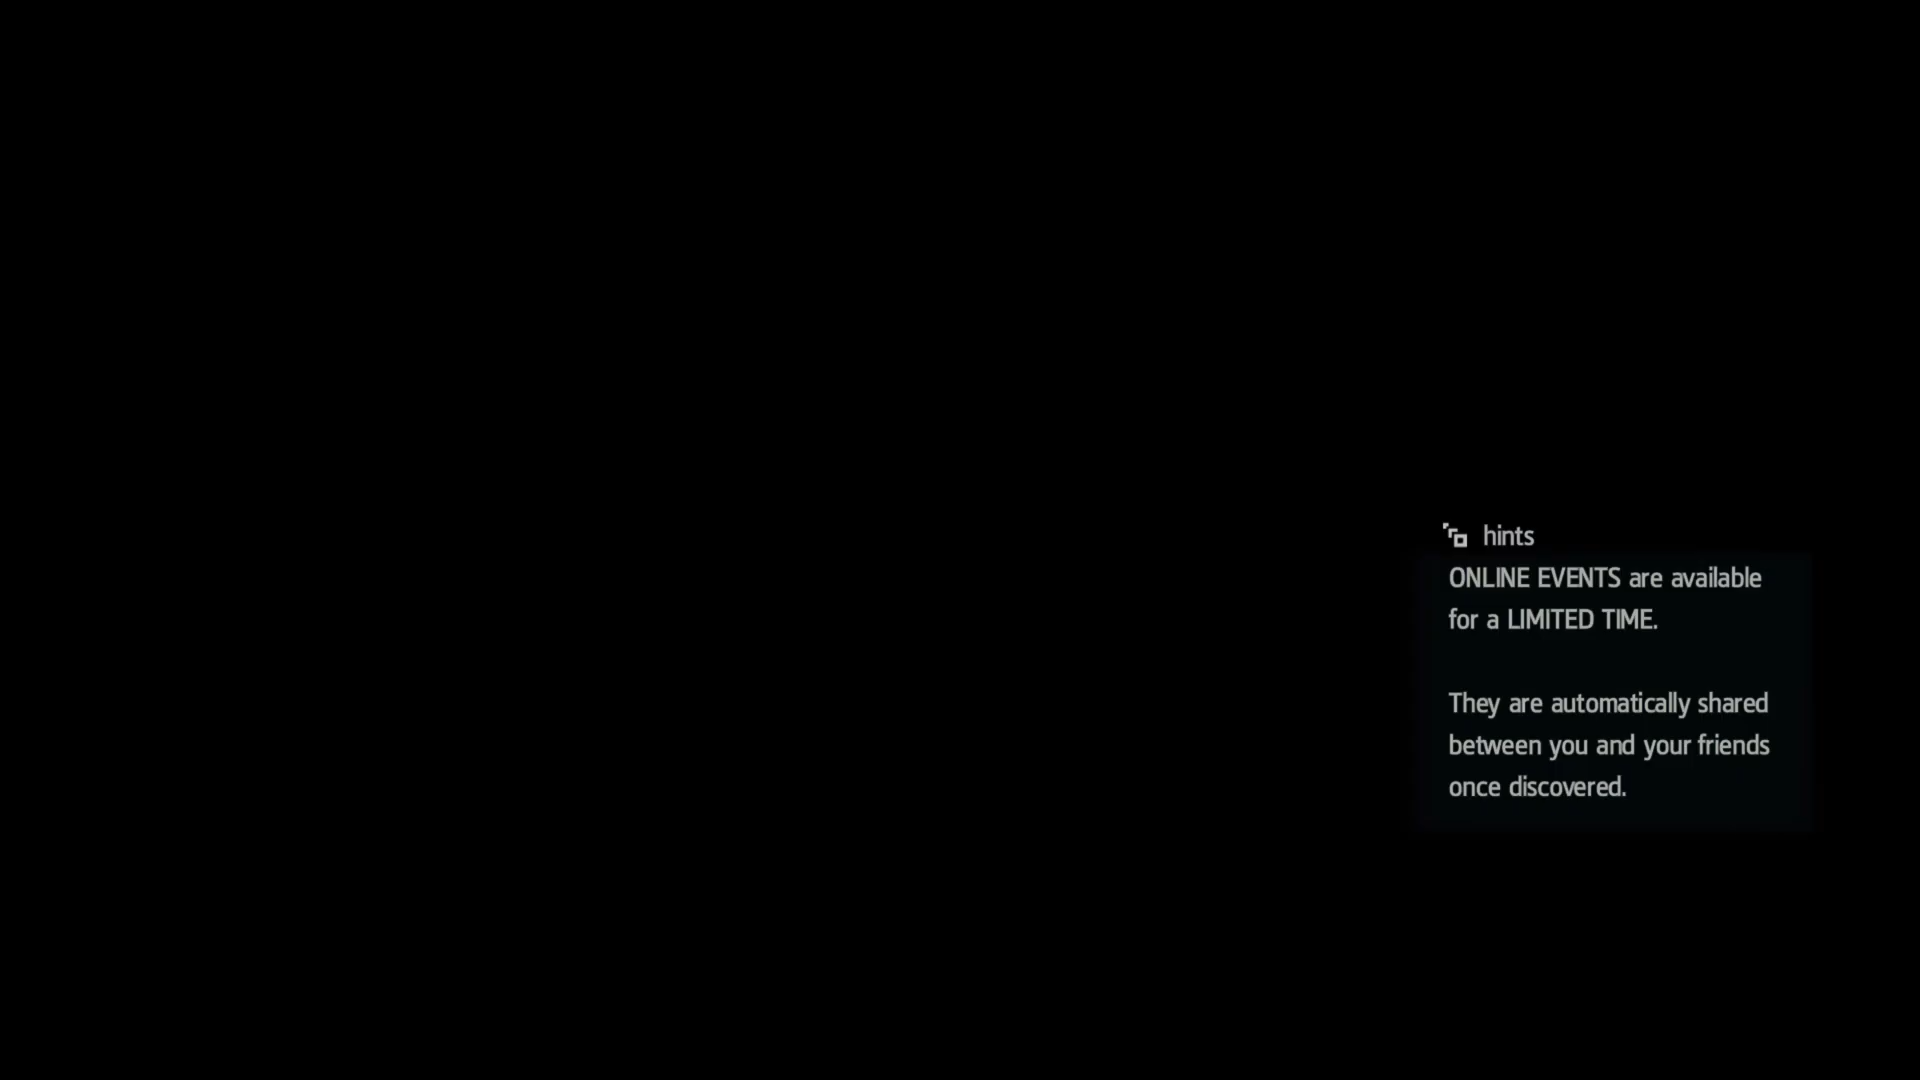 hints
ONLINE EVENTS are available
for a LIMITED TIME.
They are automatically shared
between you and your friends
once discovered.